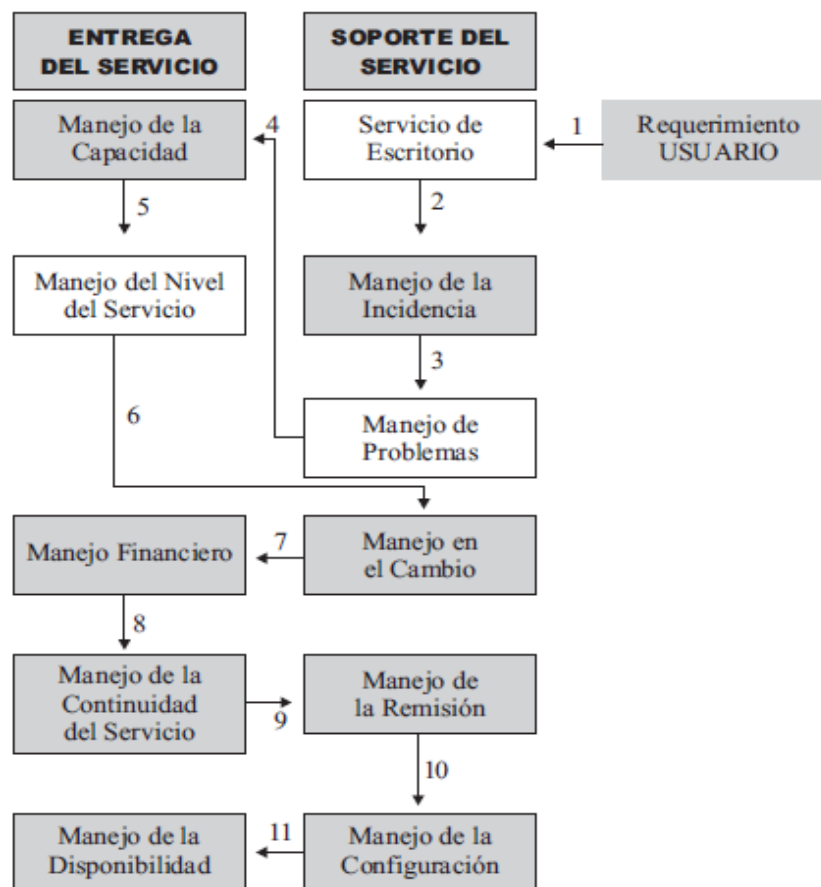 ENTREGA
DEL SERVICIO
SOPORTE DEL
SERVICIO
Manejo de la
Capacidad
4
Servicio de
Escritorio
1
Requerimiento
USUARIO
5
2
Manejo del Nivel
del Servicio
Manejo de la
Incidencia
3
6
Manejo de
Problemas
Manejo Financiero
7
Manejo en
el Cambio
8
Manejo de la
Continuidad
del Servicio
9
Manejo de
la Remisión
10
Manejo de la
Disponibilidad
11
Manejo de la
Configuración